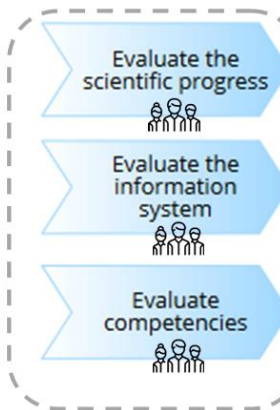 Evaluate the
scientific progress
Evaluate the
information
system
Evaluate
competencies